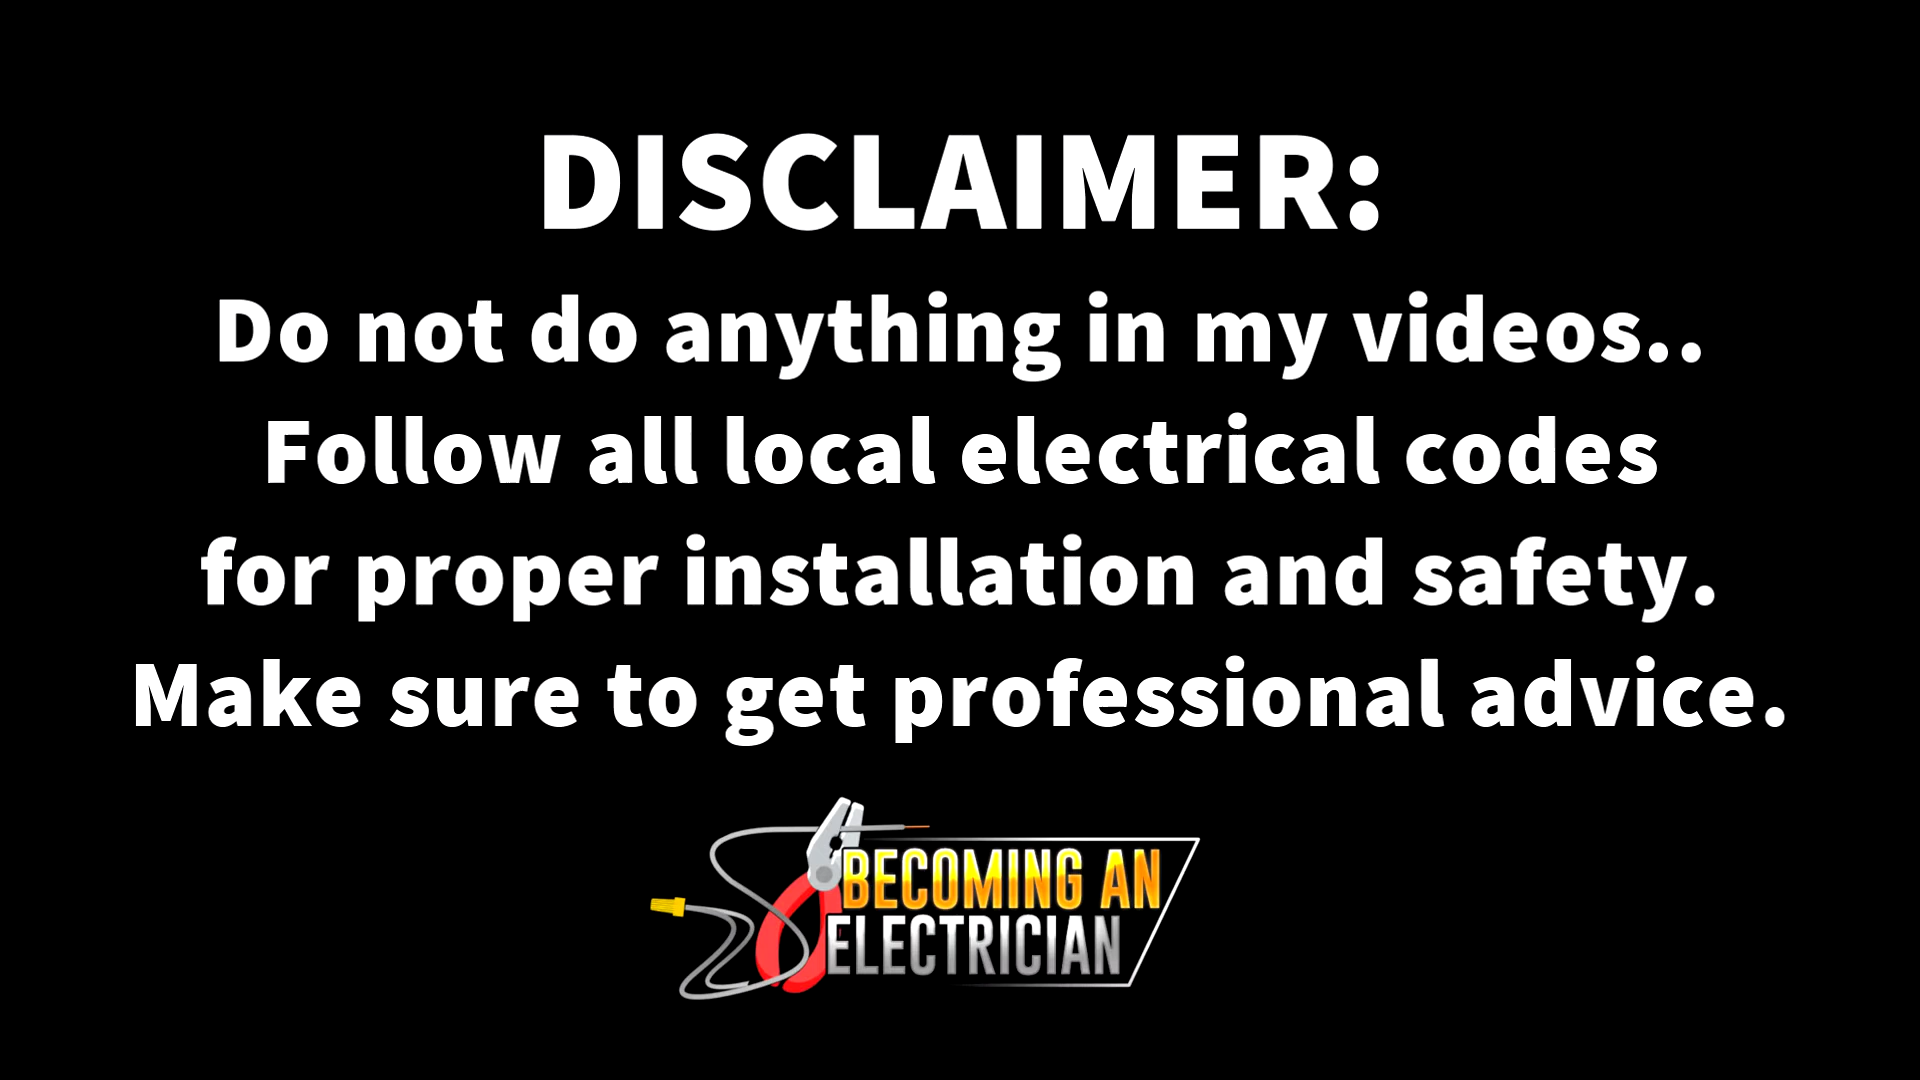 DISCLAIMER:
Do not do anything in my videos..
Follow all local electrical codes
for proper installation and safety.
Make sure to get professional advice.
BECOMING AN
ELECTRICIAN